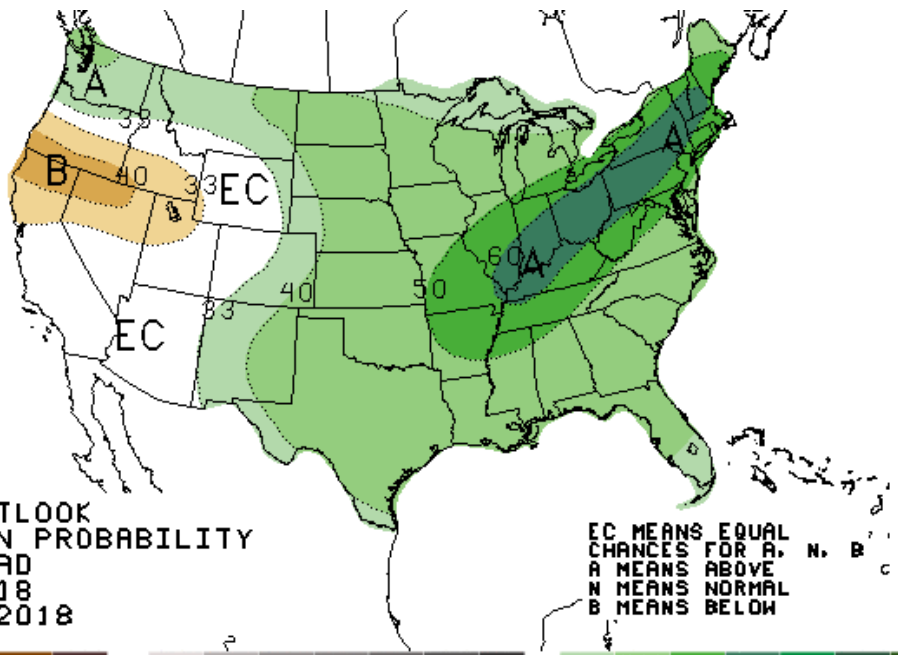 A
33
B
40
33
EC
40
A
60
A
50
40
33
EC
TLOOK
N PROBABILITY
AD
18
2018
EC MEANS EQUAL
CHANCES FOR A, N, B
A MEANS ABOVE
N MEANS NORMAL
B MEANS BELOW